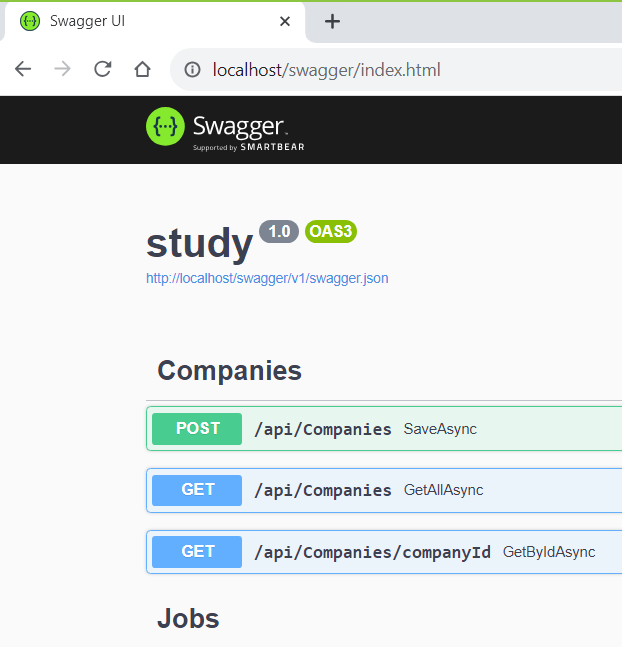 Swagger UI
localhost/swagger/index.html
{···} Swagger™
Supported by SMARTBEAR
study 1.0 OAS3
http://localhost/swagger/v1/swagger.json
Companies
POST /api/Companies SaveAsync
GET /api/Companies GetAllAsync
GET /api/Companies/companyId GetByIdAsync
Jobs